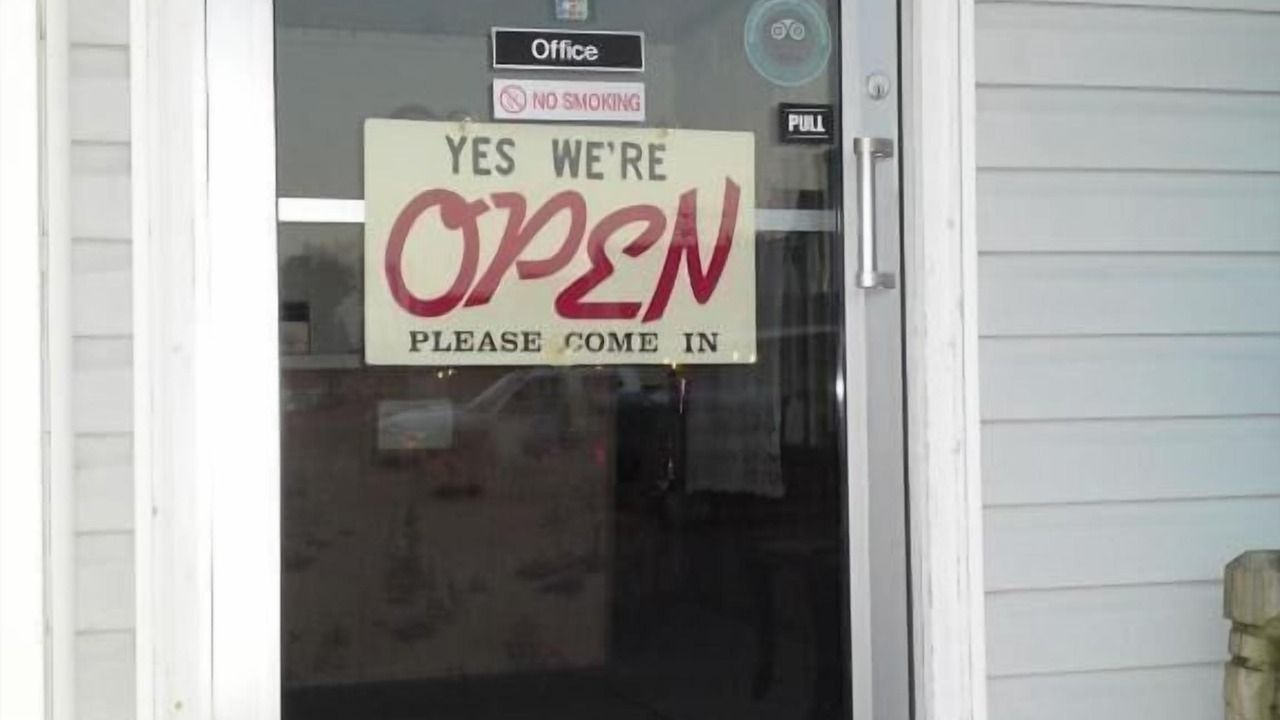 Office
NO SMOKING
PULL
YES WE'RE
OPEN
PLEASE COME IN